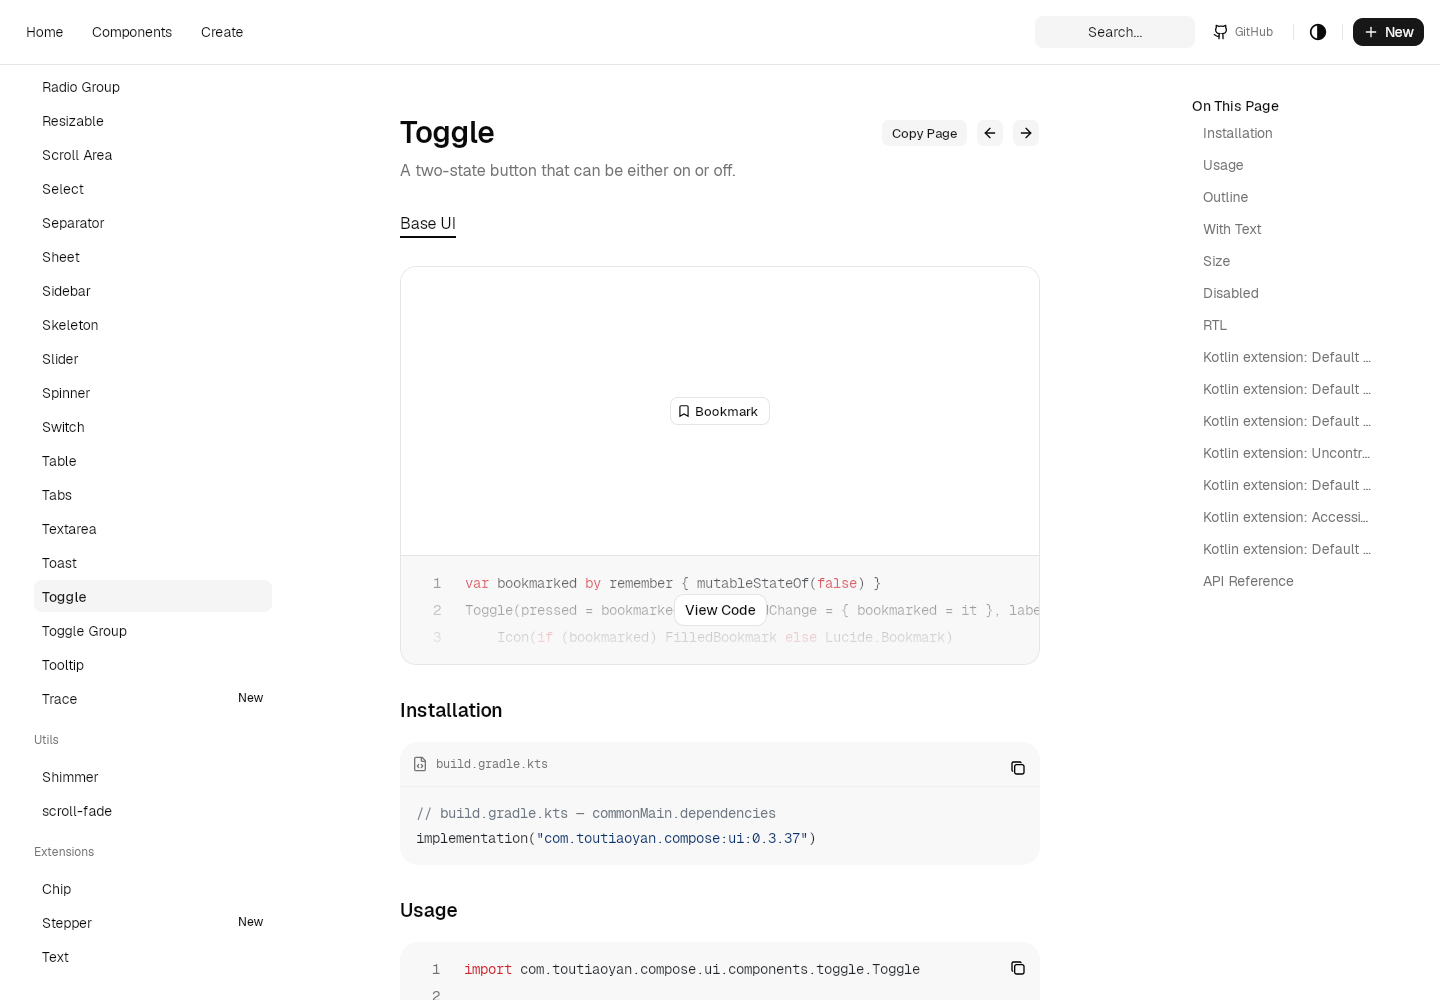 Home
Components
Create
Search...
GitHub
New
Radio Group
Resizable
Scroll Area
Select
Separator
Sheet
Sidebar
Skeleton
Slider
Spinner
Switch
Table
Tabs
Textarea
Toast
Toggle
Toggle Group
Tooltip
Trace New
Utils
Shimmer
scroll-fade
Extensions
Chip
Stepper New
Text
Toggle
Copy Page
A two-state button that can be either on or off.
Base UI
Bookmark
1 var bookmarked by remember { mutableStateOf(false) }
2 Toggle(pressed = bookmarke
View Code
Change = { bookmarked = it }, labe
3 Icon(if (bookmarked) FilledBookmark else Lucide.Bookmark)
Installation
build.gradle.kts
// build.gradle.kts — commonMain.dependencies
implementation("com.toutiaoyan.compose:ui:0.3.37")
Usage
1 import com.toutiaoyan.compose.ui.components.toggle.Toggle
2
On This Page
Installation
Usage
Outline
With Text
Size
Disabled
RTL
Kotlin extension: Default ...
Kotlin extension: Default ...
Kotlin extension: Default ...
Kotlin extension: Uncontr...
Kotlin extension: Default ...
Kotlin extension: Accessi...
Kotlin extension: Default ...
API Reference